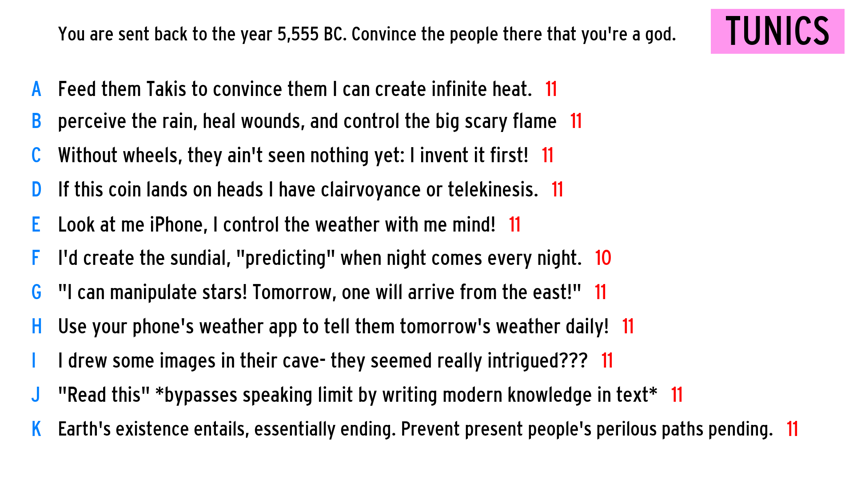 You are sent back to the year 5,555 BC. Convince the people there that you're a god.
TUNICS
A Feed them Takis to convince them I can create infinite heat. 11
B perceive the rain, heal wounds, and control the big scary flame 11
C Without wheels, they ain't seen nothing yet: I invent it first! 11
D If this coin lands on heads I have clairvoyance or telekinesis. 11
E Look at me iPhone, I control the weather with me mind! 11
F I'd create the sundial, "predicting" when night comes every night. 10
G "I can manipulate stars! Tomorrow, one will arrive from the east!" 11
H Use your phone's weather app to tell them tomorrow's weather daily! 11
I I drew some images in their cave- they seemed really intrigued??? 11
J "Read this" *bypasses speaking limit by writing modern knowledge in text* 11
K Earth's existence entails, essentially ending. Prevent present people's perilous paths pending. 11